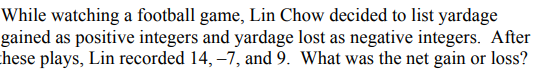 While watching a football game, Lin Chow decided to list yardage
gained as positive integers and yardage lost as negative integers.  After
these plays, Lin recorded 14, –7, and 9.  What was the net gain or loss?